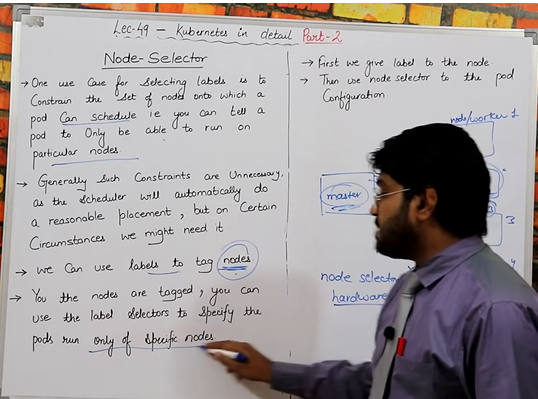 Lec-49 - Kubernetes in detail Part-2
Node-Selector
→ One use case for selecting labels is to
Constrain the set of nodes onto which a
pod Can schedule ie you can tell a
pod to Only be able to run on
particular nodes.
→ Generally such Constraints are Unnecessary,
as the Scheduler will automatically do
a reasonable placement, but on Certain
Circumstances we might need it
→ we Can use labels to tag nodes.
→ You the nodes are tagged, you can
use the label Selectors to Specify the
pods run only of Specific nodes.
→ First we give label to the node.
→ Then use node selector to the pod
Configuration.
node/worker 1
master
3
4
node selector
hardware